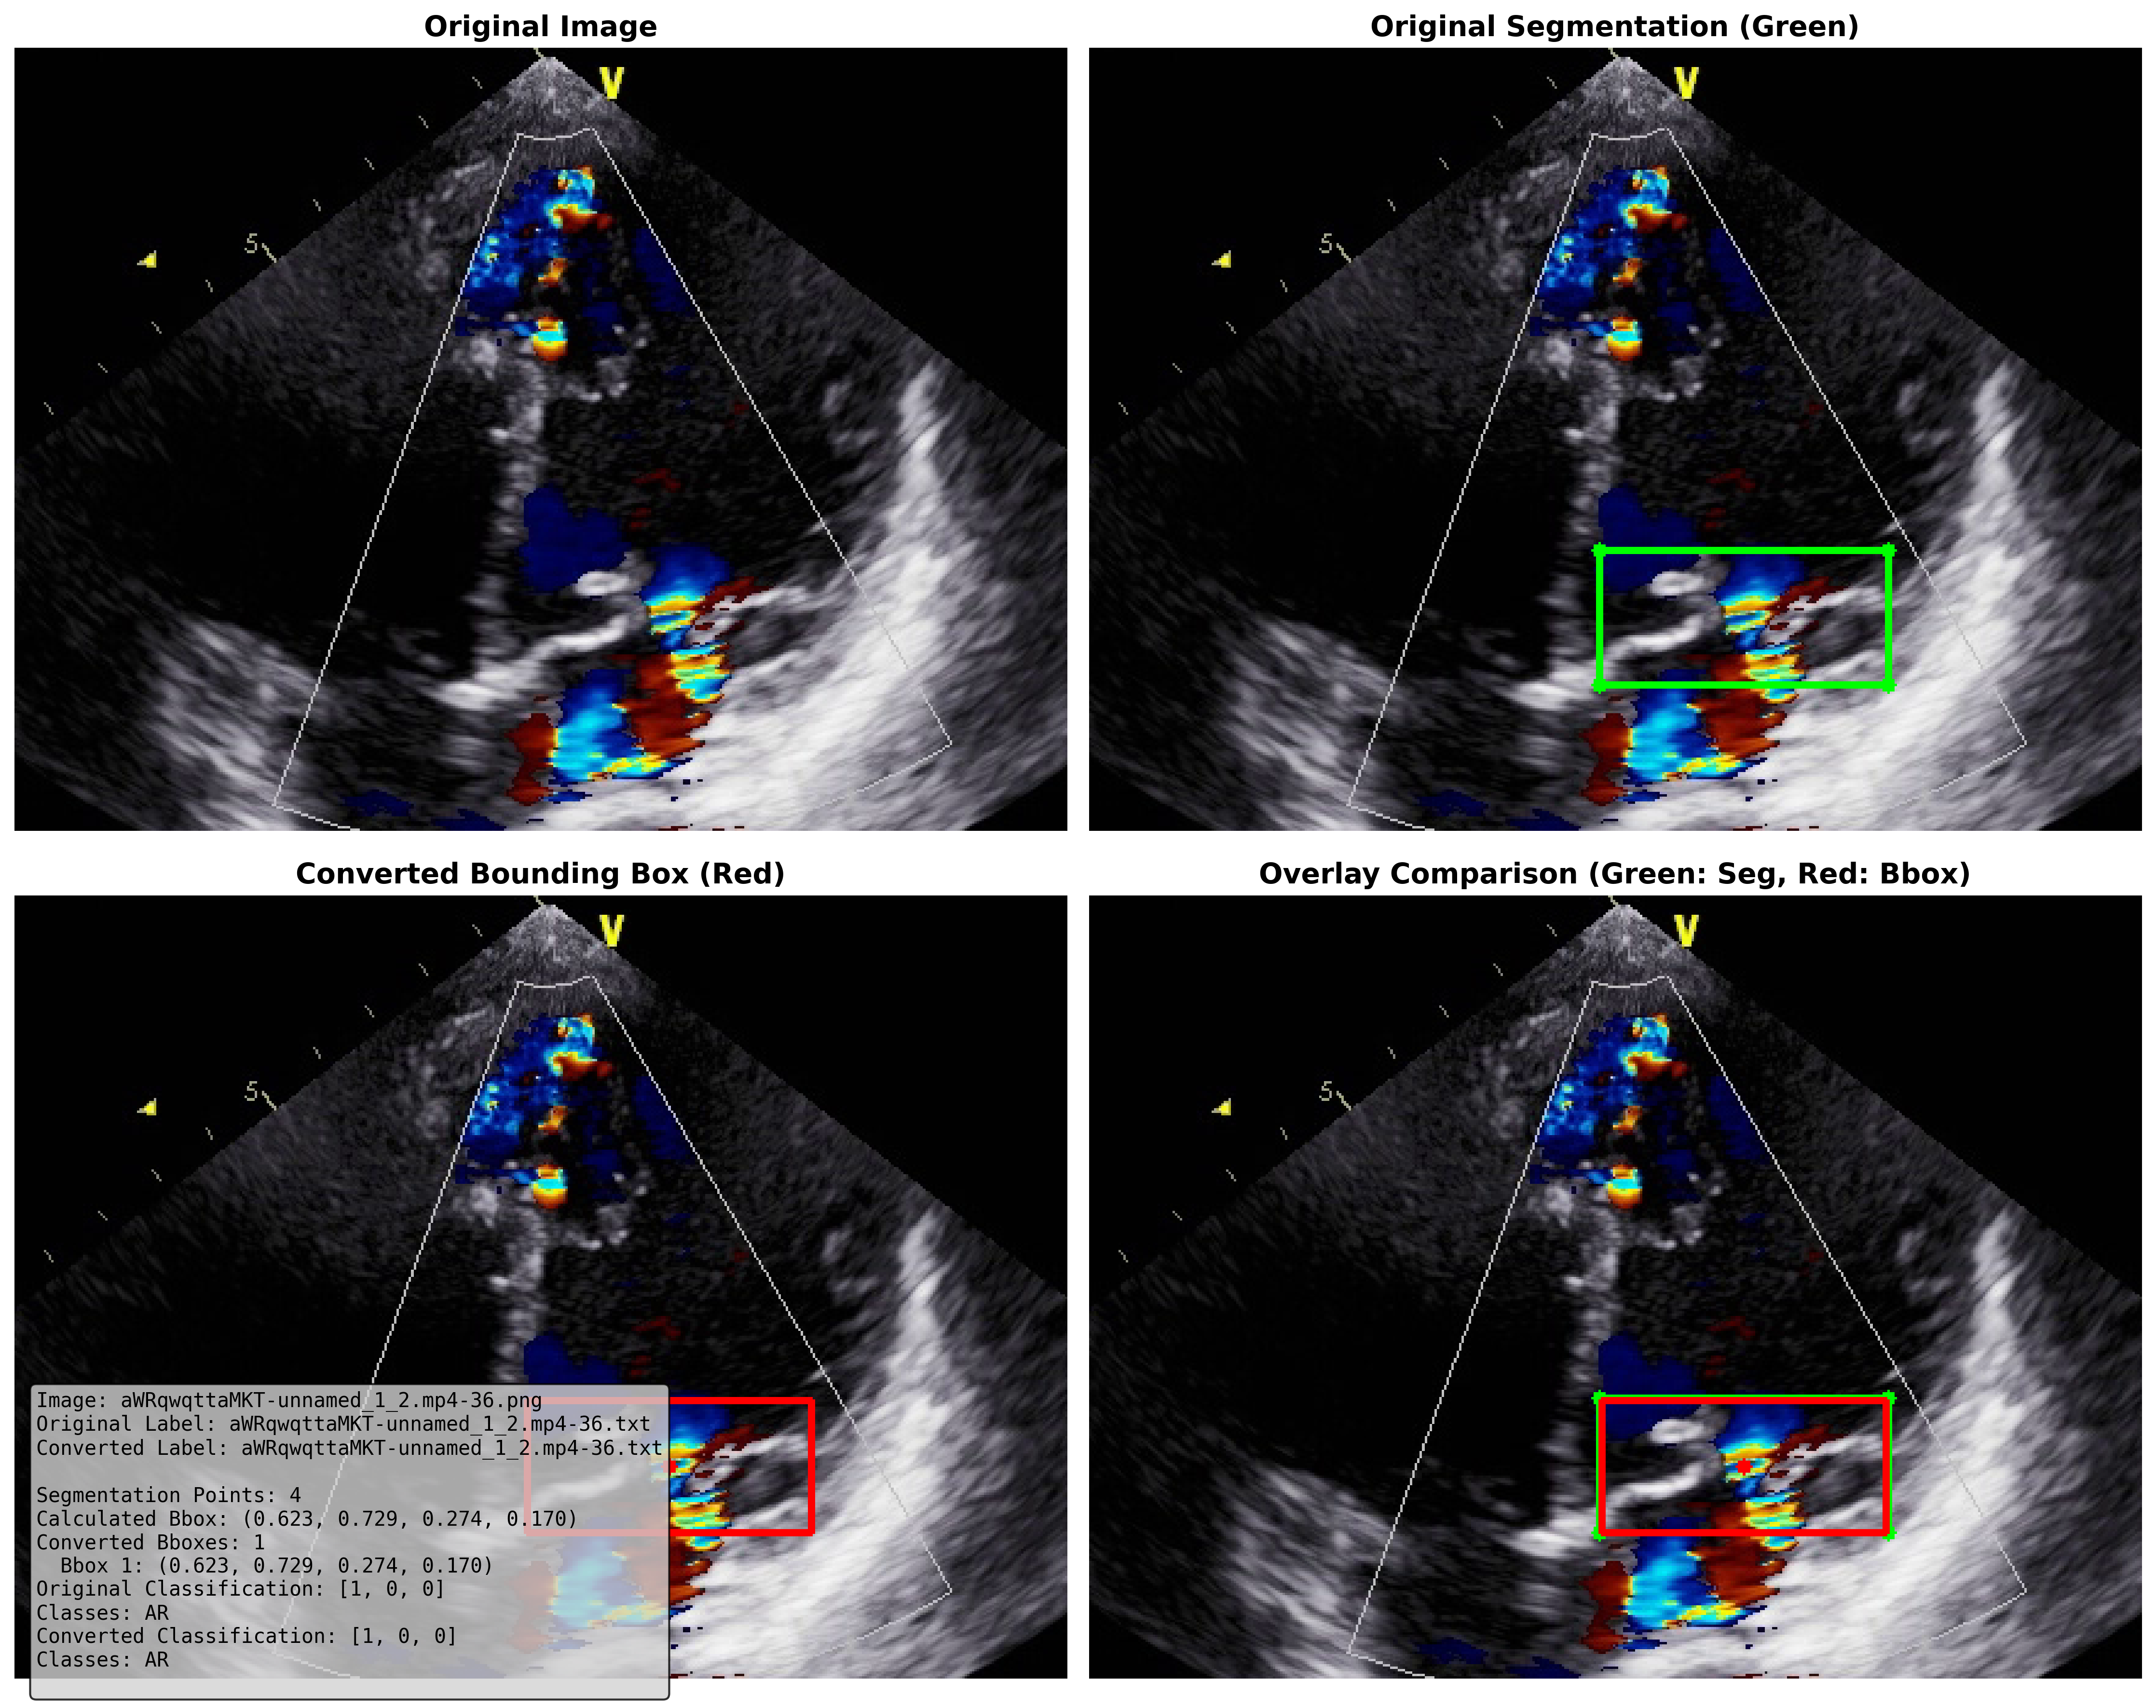 Original Image
Original Segmentation (Green)
V
5
V
5
Converted Bounding Box (Red)
Overlay Comparison (Green: Seg, Red: Bbox)
V
5
V
5
Image: aWRqwqttaMKT-unnamed_1_2.mp4-36.png
Original Label: aWRqwqttaMKT-unnamed_1_2.mp4-36.txt
Converted Label: aWRqwqttaMKT-unnamed_1_2.mp4-36.txt
Segmentation Points: 4
Calculated Bbox: (0.623, 0.729, 0.274, 0.170)
Converted Bboxes: 1
Bbox 1: (0.623, 0.729, 0.274, 0.170)
Original Classification: [1, 0, 0]
Classes: AR
Converted Classification: [1, 0, 0]
Classes: AR